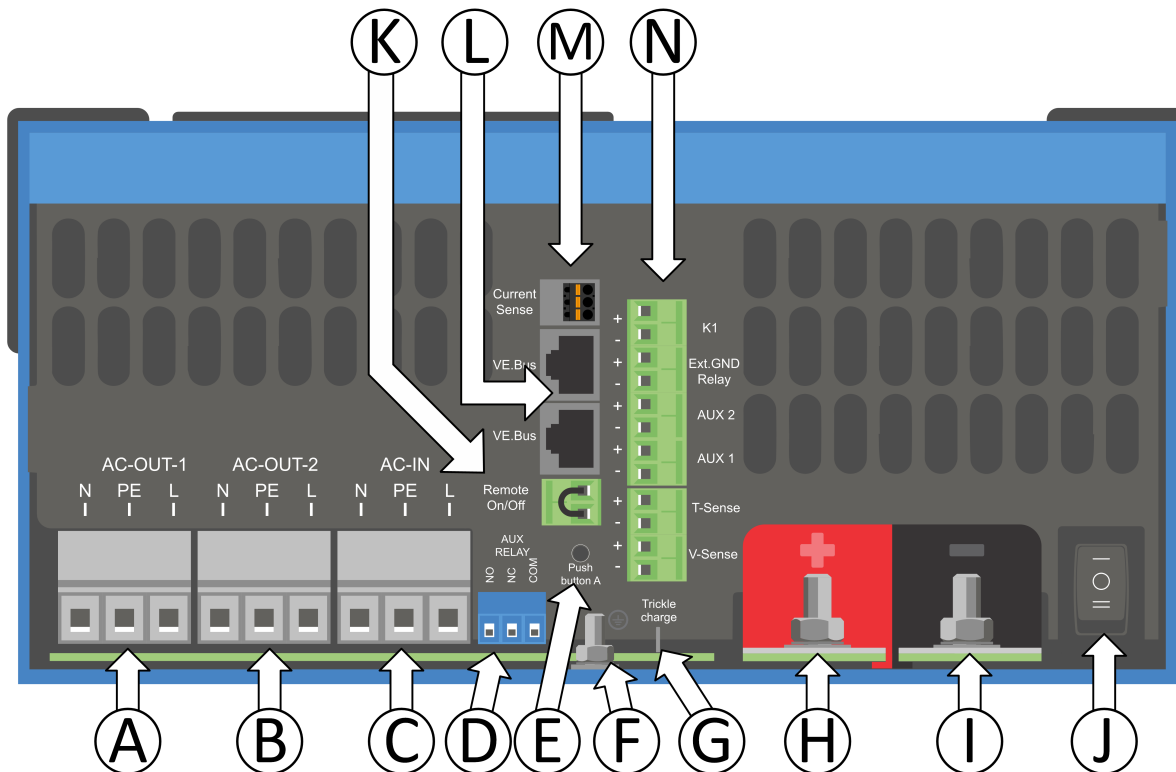 K L M N
Current
Sense
VE.Bus
VE.Bus
Remote
On/Off
+ K1
-
+ Ext.GND
- Relay
+ AUX 2
-
+ AUX 1
-
+ T-Sense
-
+ V-Sense
-
AC-OUT-1 AC-OUT-2 AC-IN
N PE L N PE L N PE L
AUX
RELAY
NO NC COM
Push
button A
Trickle
charge
A B C D E F G H I J